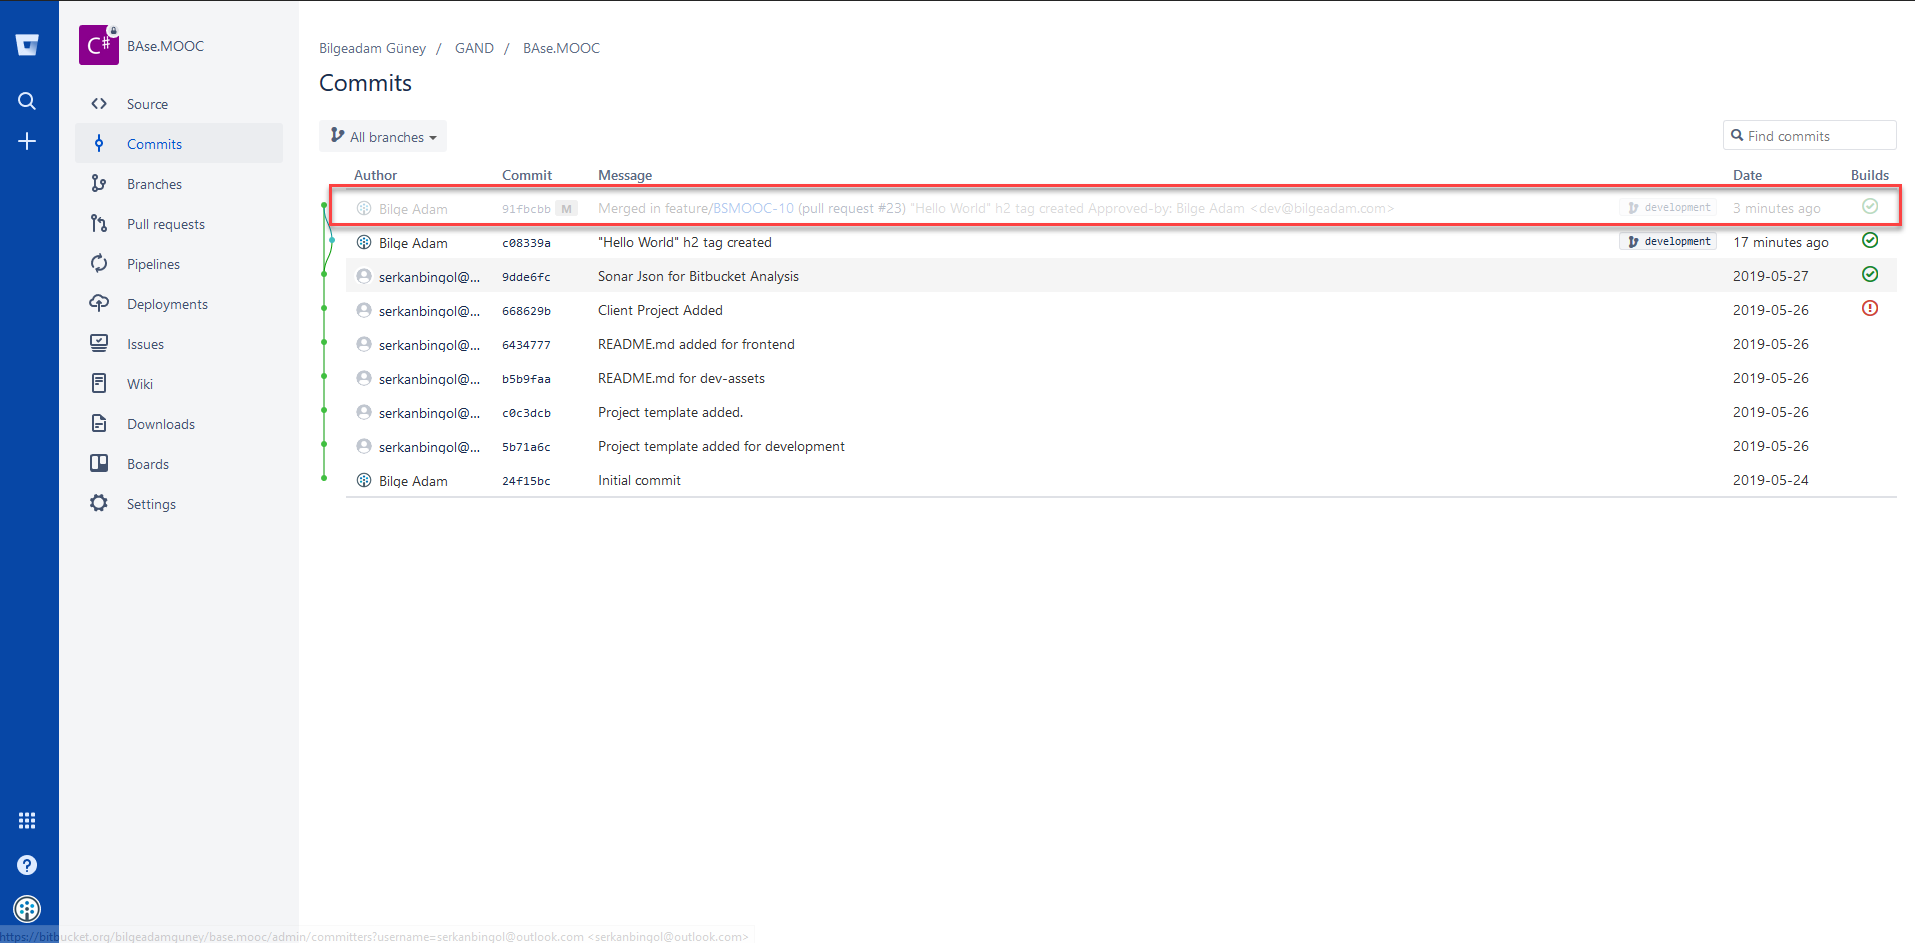 C#
BAse.MOOC
Source
Commits
Branches
Pull requests
Pipelines
Deployments
Issues
Wiki
Downloads
Boards
Settings
Bilgeadam Güney / GAND / BAse.MOOC
Commits
All branches
Find commits
Author Commit Message Date Builds
Bilge Adam 91fbcbb M Merged in feature/BSMOOC-10 (pull request #23) "Hello World" h2 tag created Approved-by: Bilge Adam <dev@bilgeadam.com> development 3 minutes ago
Bilge Adam c08339a "Hello World" h2 tag created development 17 minutes ago
serkanbingol@... 9dde6fc Sonar Json for Bitbucket Analysis 2019-05-27
serkanbingol@... 668629b Client Project Added 2019-05-26
serkanbingol@... 6434777 README.md added for frontend 2019-05-26
serkanbingol@... b5b9faa README.md for dev-assets 2019-05-26
serkanbingol@... c0c3dcb Project template added. 2019-05-26
serkanbingol@... 5b71a6c Project template added for development 2019-05-26
Bilge Adam 24f15bc Initial commit 2019-05-24
https://bitbucket.org/bilgeadamguney/base.mooc/admin/committers?username=serkanbingol@outlook.com <serkanbingol@outlook.com>